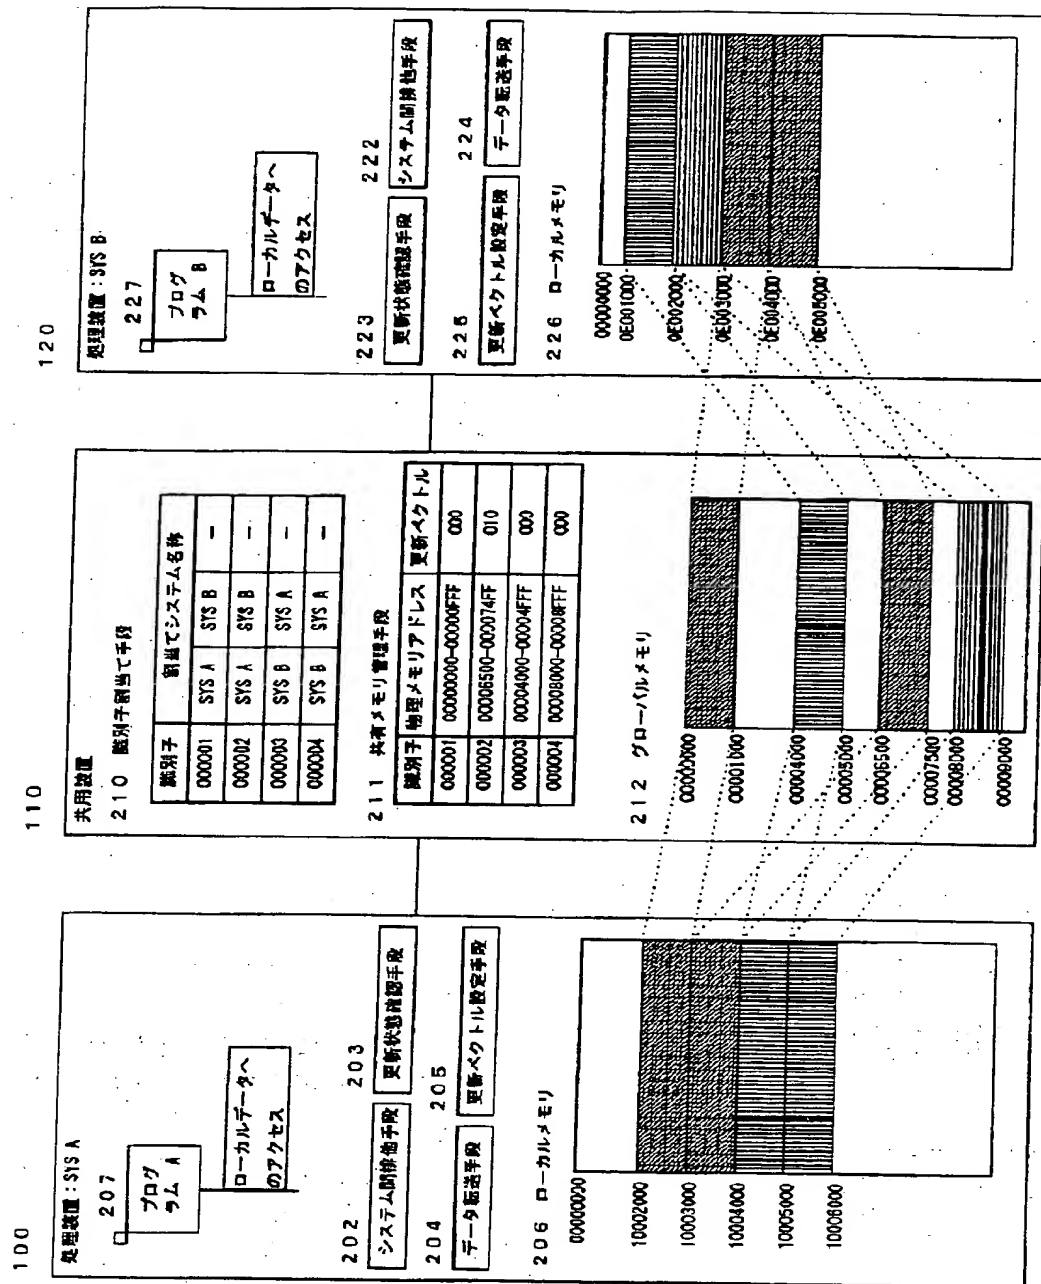 100
処理装置:SYS A
207
プログ
ラム A
ローカルデータへ
のアクセス
202
システム間排他手段
203
更新状態確認手段
204
データ転送手段
205
更新ベクトル設定手段
206 ローカルメモリ
00000000
10002000
10003000
10004000
10005000
10006000
110
共用装置
210 識別子割当て手段
識別子 割当てシステム名称
000001 SYS A SYS B －
000002 SYS A SYS B －
000003 SYS B SYS A －
000004 SYS B SYS A －
211 共有メモリ管理手段
識別子 物理メモリアドレス 更新ベクトル
000001 00000000-00000FFF 000
000002 00006500-000074FF 010
000003 00004000-00004FFF 000
000004 00008000-00008FFF 000
212 グローバルメモリ
00000000
00001000
00004000
00005000
00006500
00007500
00008000
00009000
120
処理装置:SYS B
227
プログ
ラム B
ローカルデータへ
のアクセス
223
更新状態確認手段
222
システム間排他手段
225
更新ベクトル設定手段
224
データ転送手段
226 ローカルメモリ
00000000
0E001000
0E002000
0E003000
0E004000
0E005000